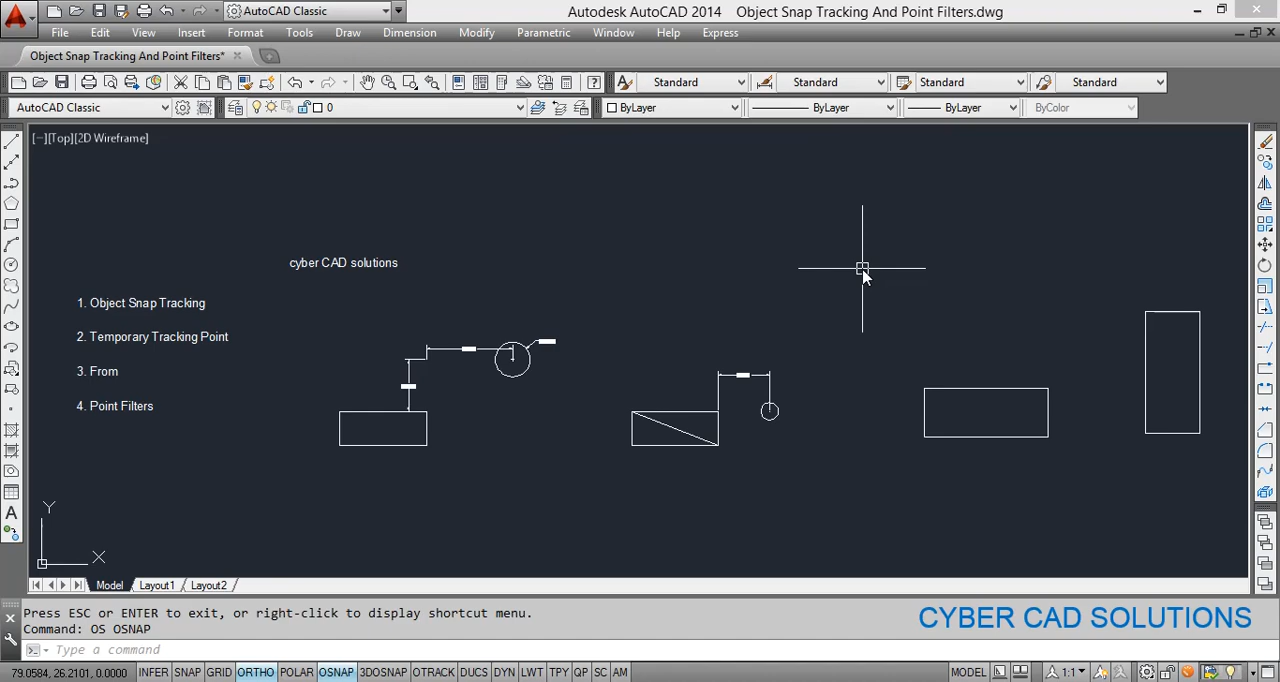 AutoCAD Classic
Autodesk AutoCAD 2014 Object Snap Tracking And Point Filters.dwg
File Edit View Insert Format Tools Draw Dimension Modify Parametric Window Help Express
Object Snap Tracking And Point Filters*
Standard Standard Standard Standard
AutoCAD Classic 0 ByLayer ByLayer ByLayer ByColor
[−][Top][2D Wireframe]
cyber CAD solutions
1. Object Snap Tracking
2. Temporary Tracking Point
3. From
4. Point Filters
Y
X
A
Model Layout1 Layout2
Press ESC or ENTER to exit, or right-click to display shortcut menu.
Command: OS OSNAP
CYBER CAD SOLUTIONS
Type a command
79.0584, 26.2101, 0.0000 INFER SNAP GRID ORTHO POLAR OSNAP 3DOSNAP OTRACK DUCS DYN LWT TPY QP SC AM MODEL 1:1